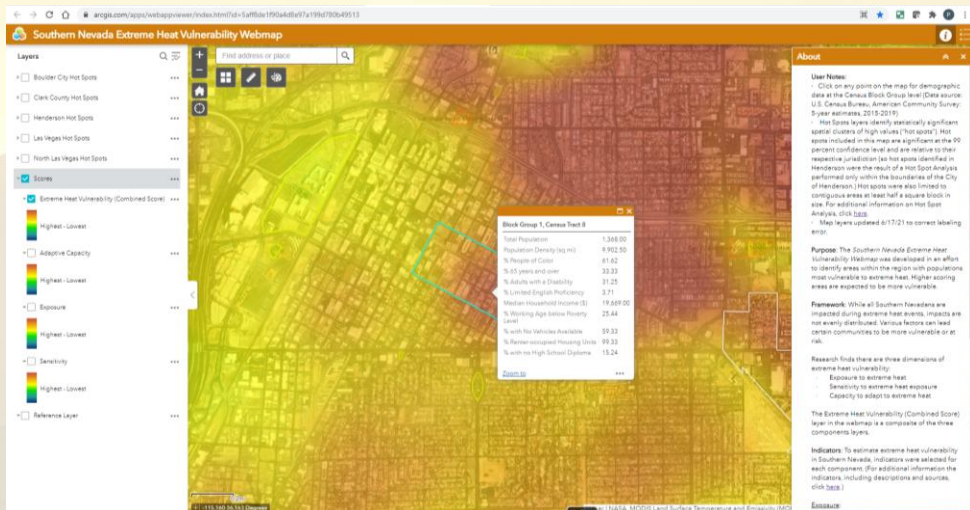 arcgis.com/apps/webappviewer/index.html?id=5aff8de1f90a4d8a97a199d780b49513
Southern Nevada Extreme Heat Vulnerability Webmap
Layers
Boulder City Hot Spots
Clark County Hot Spots
Henderson Hot Spots
Las Vegas Hot Spots
North Las Vegas Hot Spots
Scores
Extreme Heat Vulnerability (Combined Score)
Highest - Lowest
Adaptive Capacity
Highest - Lowest
Exposure
Highest - Lowest
Sensitivity
Highest - Lowest
Reference Layer
Find address or place
Block Group 1, Census Tract 8
Total Population 1,368.00
Population Density (sq mi) 9,902.50
% People of Color 61.62
% 65 years and over 33.33
% Adults with a Disability 31.25
% Limited English Proficiency 3.71
Median Household Income ($) 19,669.00
% Working Age below Poverty Level 25.44
% with No Vehicles Available 59.33
% Renter-occupied Housing Units 99.33
% with no High School Diploma 15.24
Zoom to
About
User Notes:
- Click on any point on the map for demographic
data at the Census Block Group level (Data source:
U.S. Census Bureau, American Community Survey:
5-year estimates, 2015-2019)
- Hot Spots layers identify statistically significant
spatial clusters of high values ("hot spots"). Hot
spots included in this map are significant at the 99
percent confidence level and are relative to their
respective jurisdiction (so hot spots identified in
Henderson were the result of a Hot Spot Analysis
performed only within the boundaries of the City
of Henderson.) Hot spots were also limited to
contiguous areas at least half a square block in
size. For additional information on Hot Spot
Analysis, click here.
- Map layers updated 6/17/21 to correct labeling
error.
Purpose: The Southern Nevada Extreme Heat
Vulnerability Webmap was developed in an effort
to identify areas within the region with populations
most vulnerable to extreme heat. Higher scoring
areas are expected to be more vulnerable.
Framework: While all Southern Nevadans are
impacted during extreme heat events, impacts are
not evenly distributed. Various factors can lead
certain communities to be more vulnerable or at
risk.
Research finds there are three dimensions of
extreme heat vulnerability:
Exposure to extreme heat
Sensitivity to extreme heat exposure
Capacity to adapt to extreme heat
The Extreme Heat Vulnerability (Combined Score)
layer in the webmap is a composite of the three
components layers.
Indicators: To estimate extreme heat vulnerability
in Southern Nevada, indicators were selected for
each component. (For additional information the
indicators, including descriptions and sources,
click here.)
Exposure:
NASA, MODIS Land Surface Temperature and Emissivity